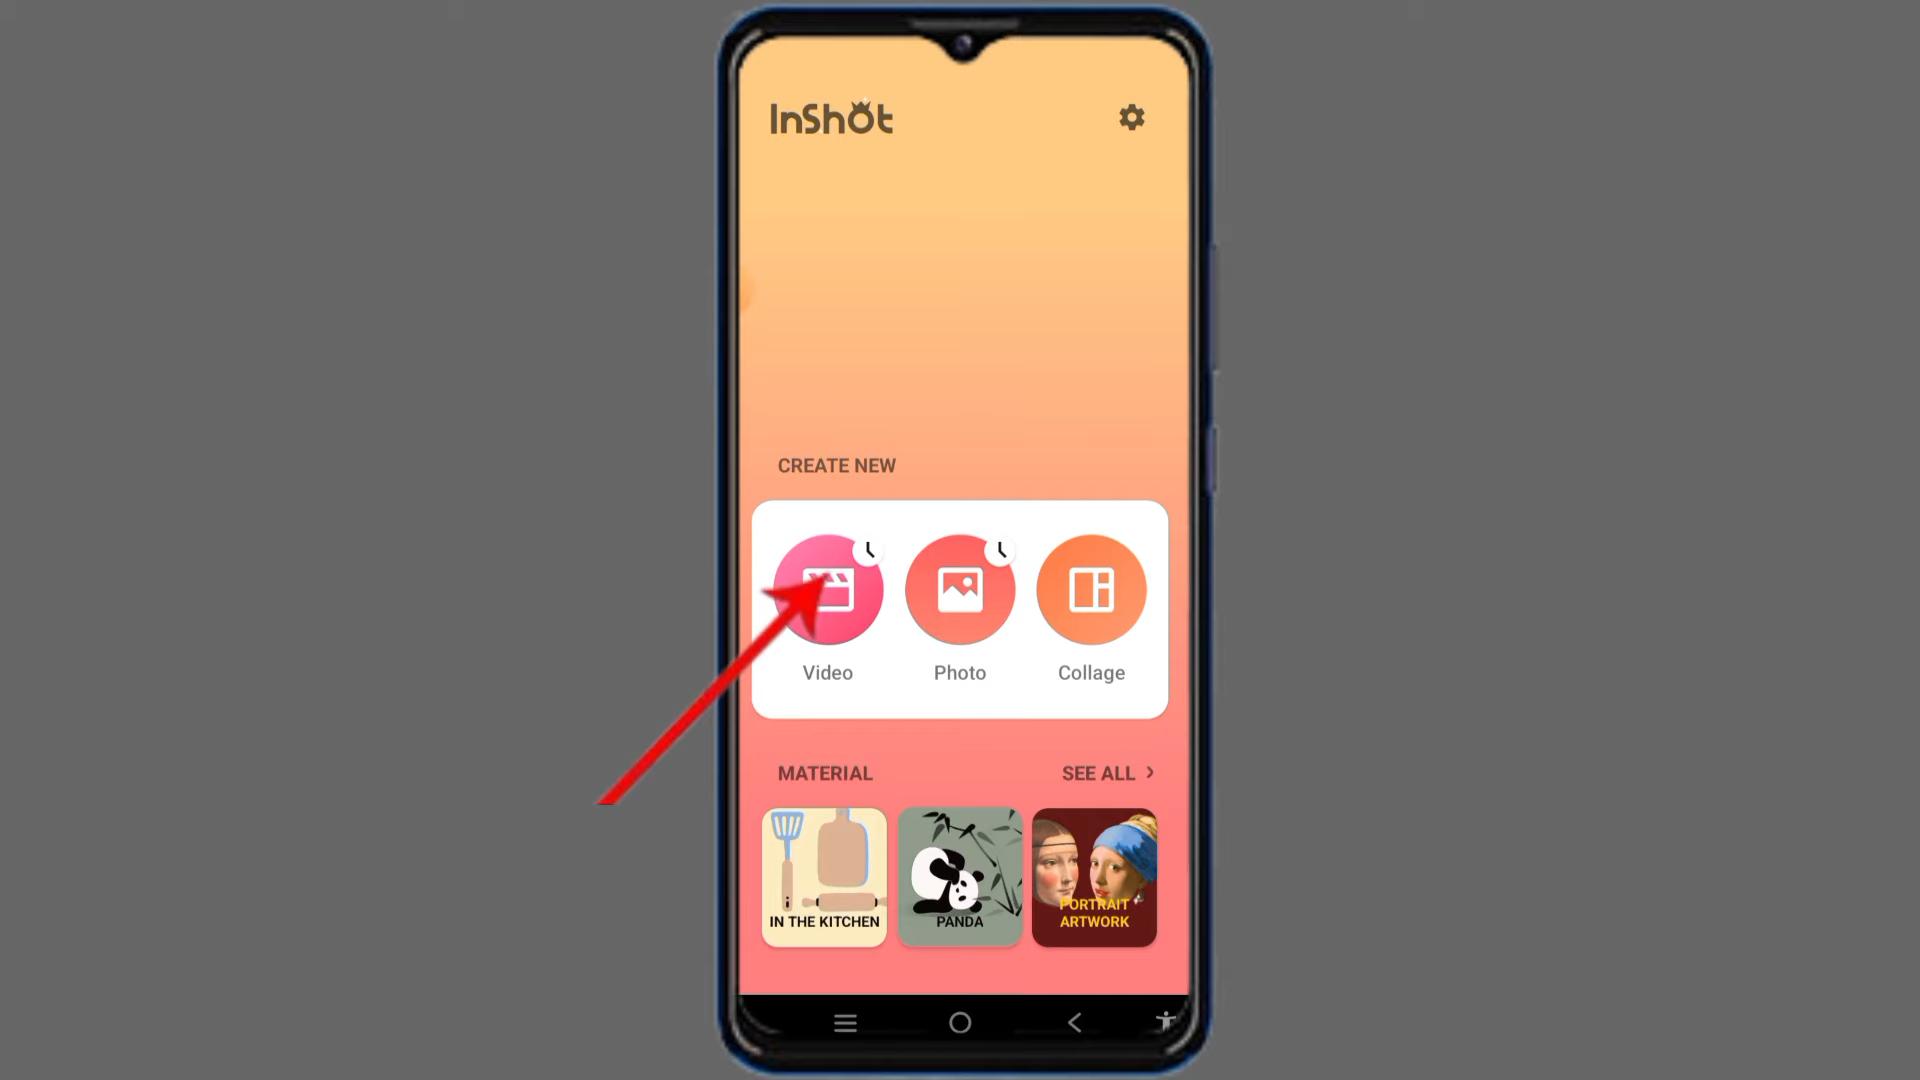 InShOt
CREATE NEW
Video
Photo
Collage
MATERIAL
SEE ALL >
IN THE KITCHEN
PANDA
PORTRAIT
ARTWORK